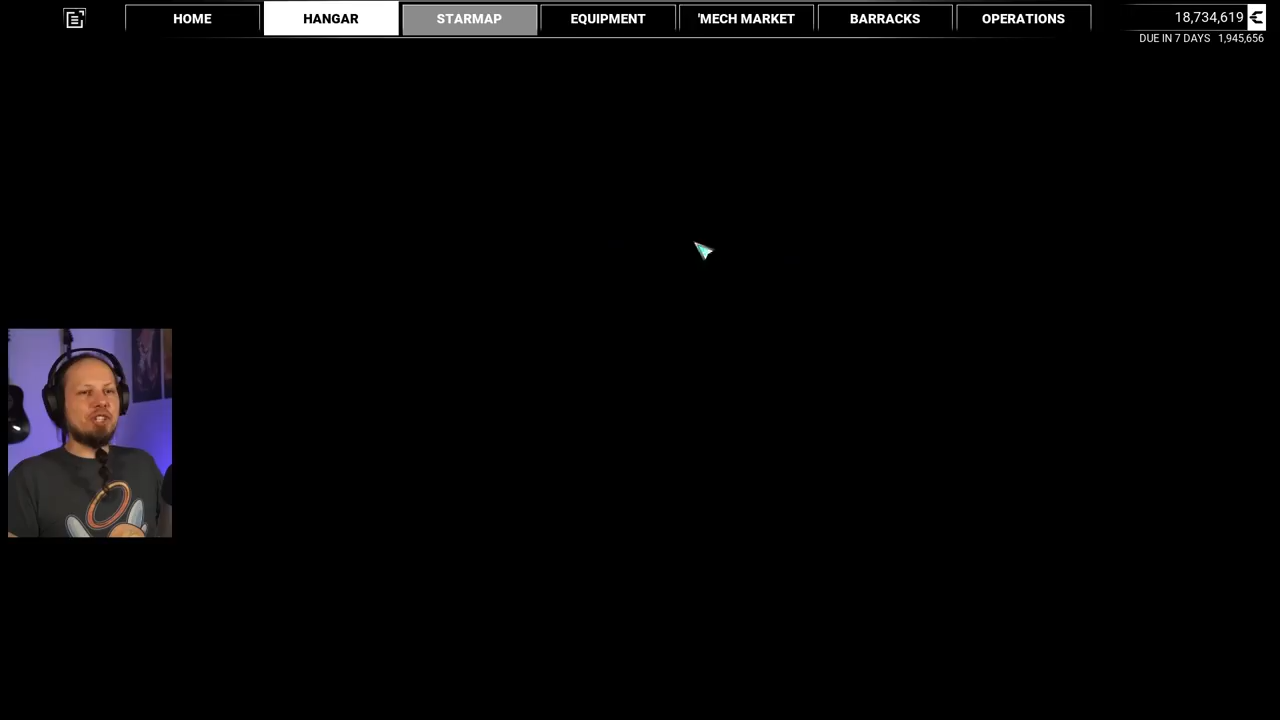 HOME
HANGAR
STARMAP
EQUIPMENT
'MECH MARKET
BARRACKS
OPERATIONS
18,734,619
DUE IN 7 DAYS 1,945,656